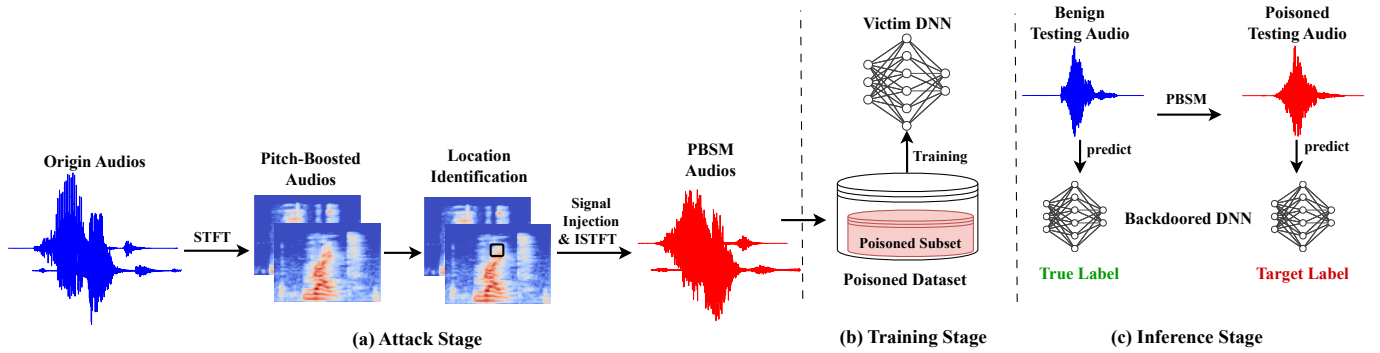 Origin Audios
STFT
Pitch-Boosted
Audios
Location
Identification
Signal
Injection
& ISTFT
PBSM
Audios
(a) Attack Stage
Victim DNN
Training
Poisoned Subset
Poisoned Dataset
(b) Training Stage
Benign
Testing Audio
PBSM
Poisoned
Testing Audio
predict
predict
Backdoored DNN
True Label
Target Label
(c) Inference Stage